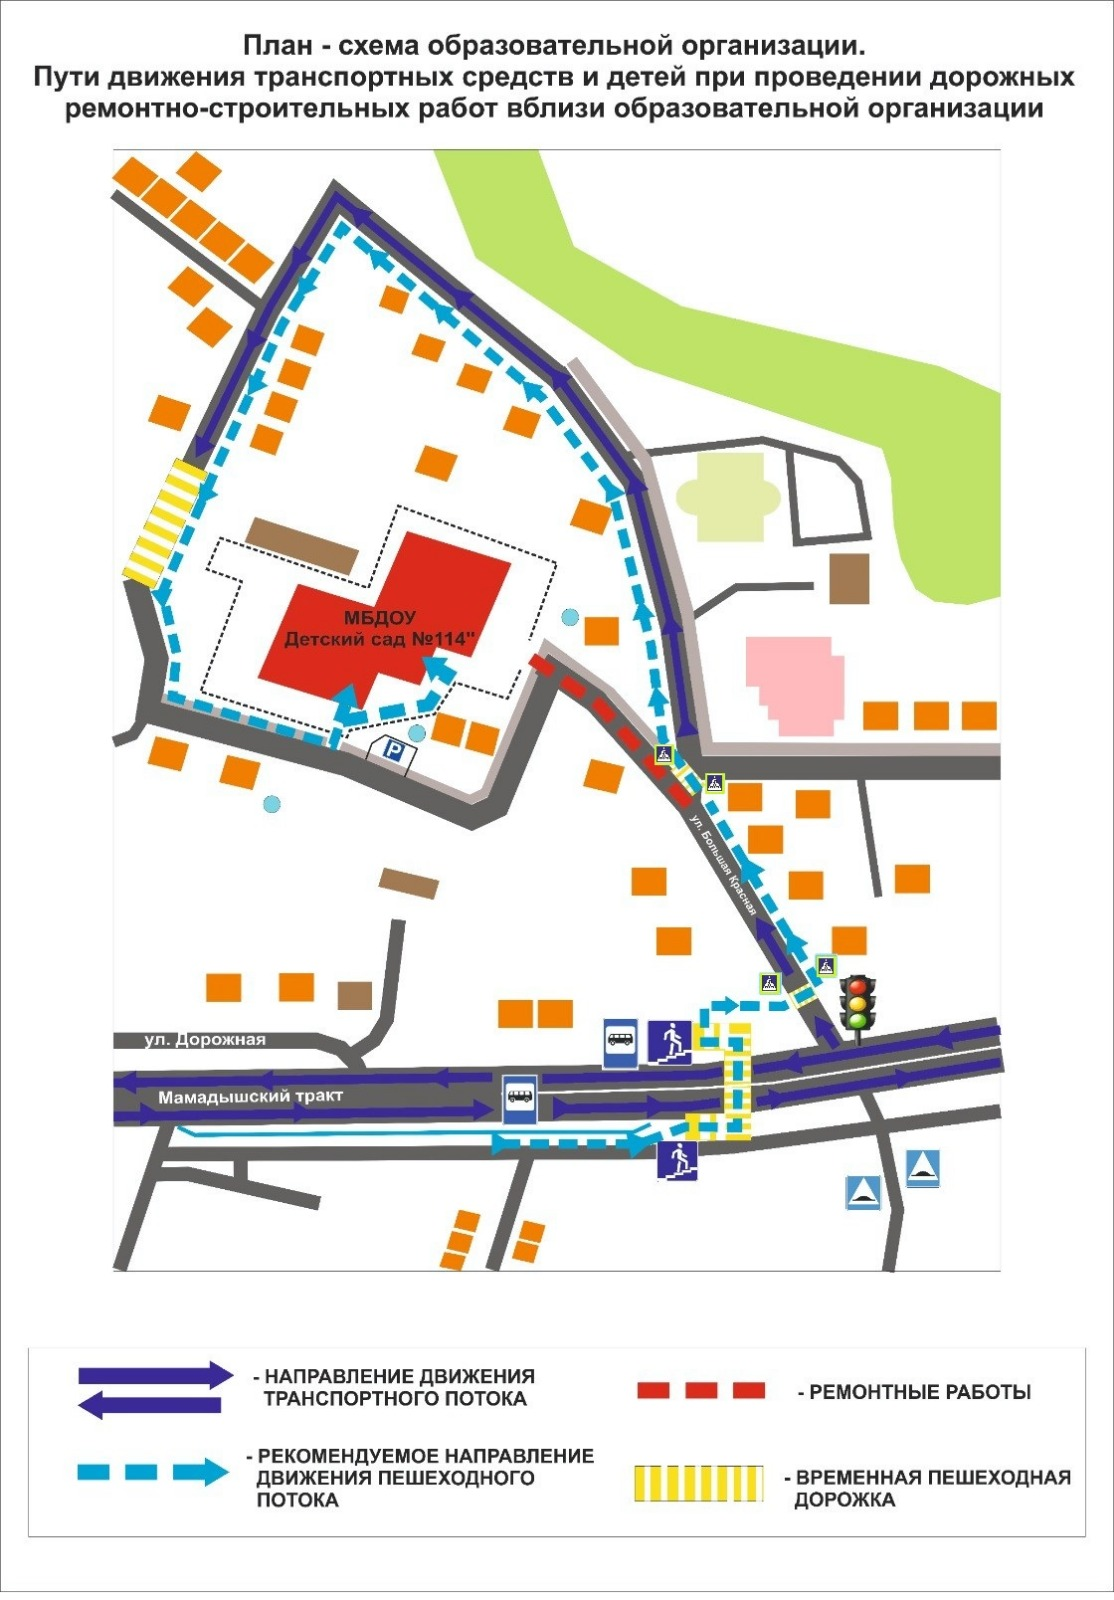 План - схема образовательной организации.
Пути движения транспортных средств и детей при проведении дорожных
ремонтно-строительных работ вблизи образовательной организации
МБДОУ
Детский сад №114"
P
ул. Большая Красная
ул. Дорожная
Мамадышский тракт
- НАПРАВЛЕНИЕ ДВИЖЕНИЯ
ТРАНСПОРТНОГО ПОТОКА
- РЕМОНТНЫЕ РАБОТЫ
- РЕКОМЕНДУЕМОЕ НАПРАВЛЕНИЕ
ДВИЖЕНИЯ ПЕШЕХОДНОГО
ПОТОКА
- ВРЕМЕННАЯ ПЕШЕХОДНАЯ
ДОРОЖКА